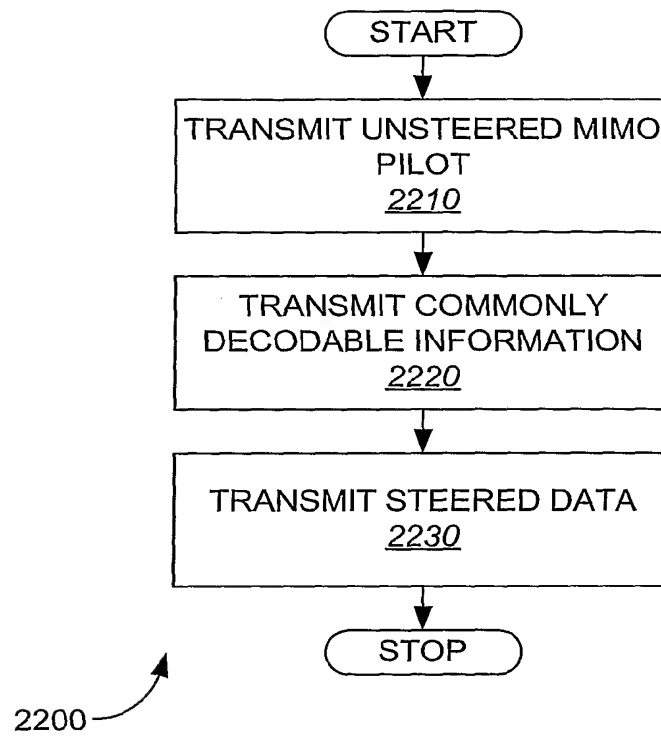 START
TRANSMIT UNSTEERED MIMO
PILOT
2210
TRANSMIT COMMONLY
DECODABLE INFORMATION
2220
TRANSMIT STEERED DATA
2230
STOP
2200